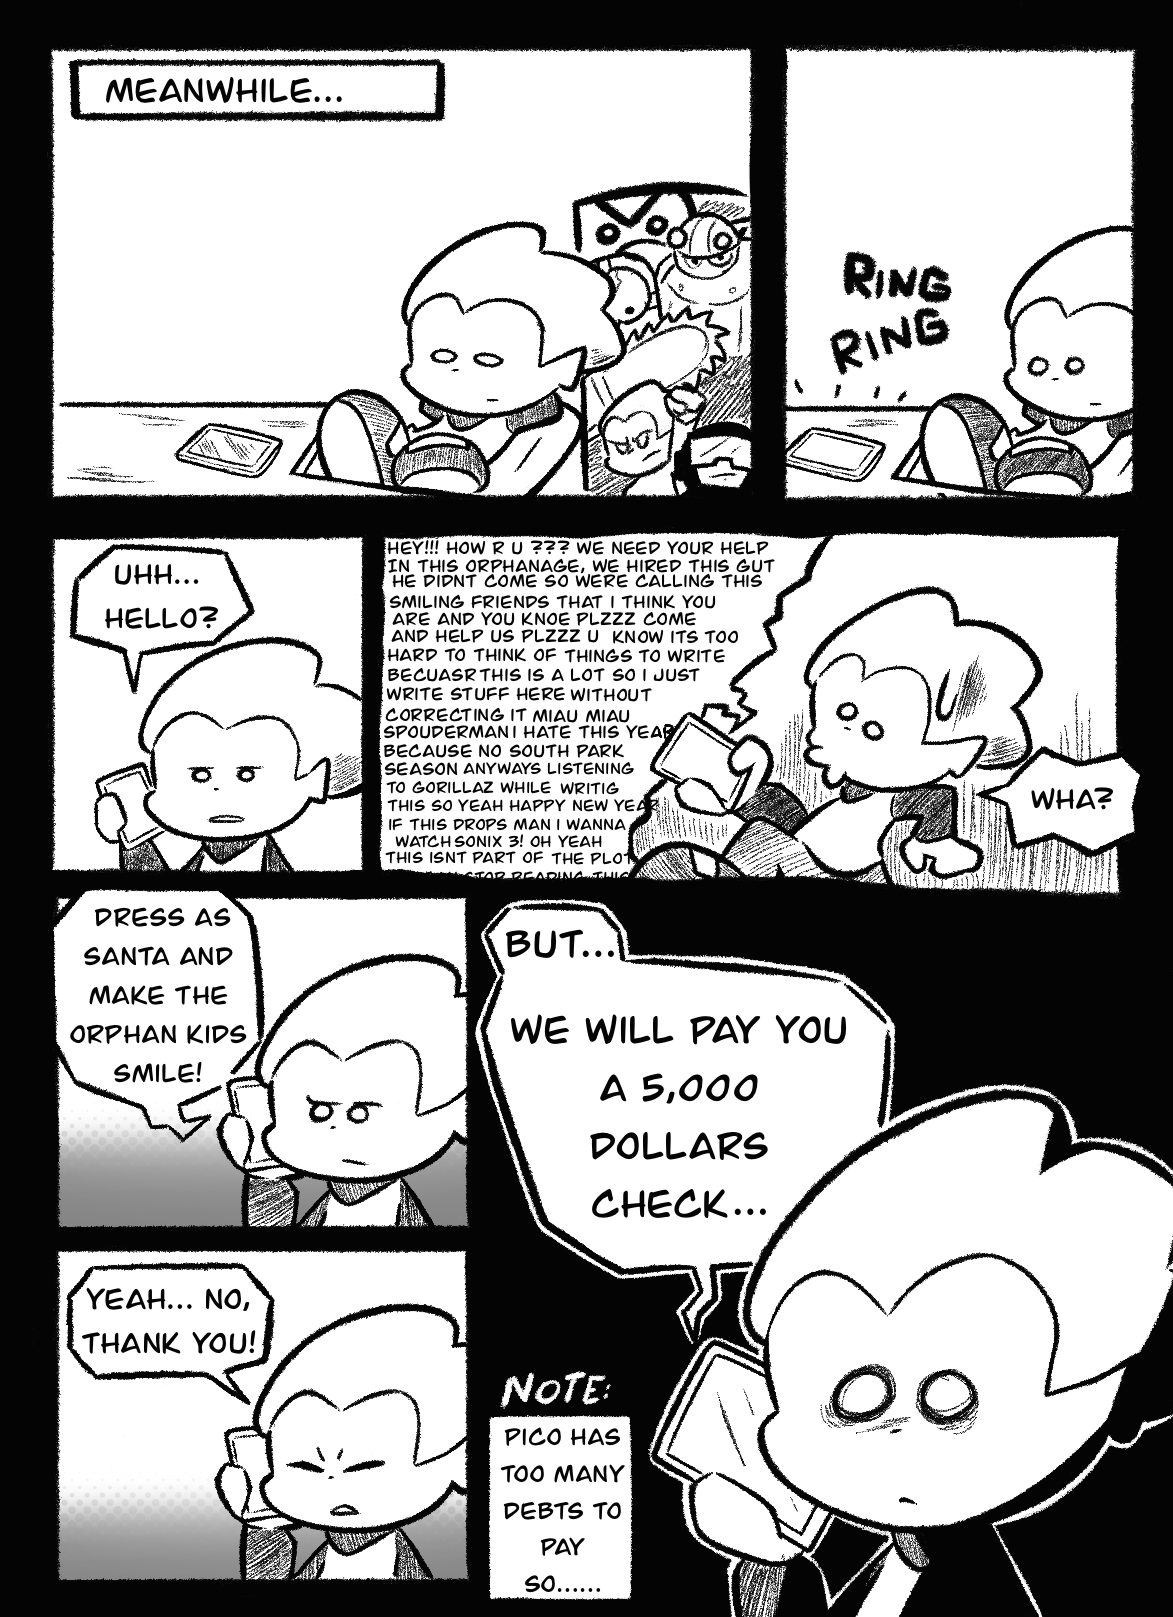 MEANWHILE...
RING
RING
UHH...
HELLO?
HEY!!! HOW R U ??? WE NEED YOUR HELP
IN THIS ORPHANAGE, WE HIRED THIS GUT
HE DIDNT COME SO WERE CALLING THIS
SMILING FRIENDS THAT I THINK YOU
ARE AND YOU KNOE PLZZZ COME
AND HELP US PLZZZ U KNOW ITS TOO
HARD TO THINK OF THINGS TO WRITE
BECUASR THIS IS A LOT SO I JUST
WRITE STUFF HERE WITHOUT
CORRECTING IT MIAU MIAU
SPOUDERMAN I HATE THIS YEAR
BECAUSE NO SOUTH PARK
SEASON ANYWAYS LISTENING
TO GORILLAZ WHILE WRITIG
THIS SO YEAH HAPPY NEW YEAR
IF THIS DROPS MAN I WANNA
WATCH SONIX 3! OH YEAH
THIS ISNT PART OF THE PLOT
STOP READING THIS
WHA?
DRESS AS
SANTA AND
MAKE THE
ORPHAN KIDS
SMILE!
YEAH... NO,
THANK YOU!
BUT...
WE WILL PAY YOU
A 5,000
DOLLARS
CHECK...
NOTE:
PICO HAS
TOO MANY
DEBTS TO
PAY
SO......